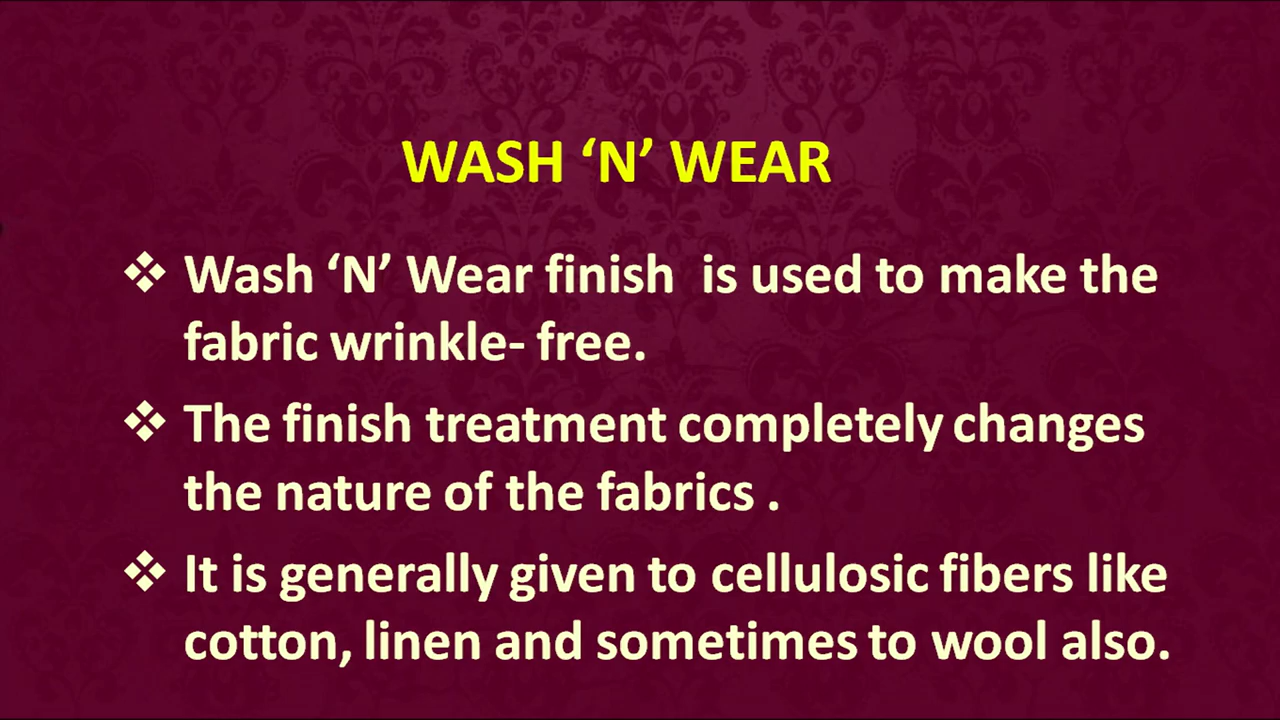 WASH ‘N’ WEAR
❖ Wash ‘N’ Wear finish  is used to make the
fabric wrinkle- free.
❖ The finish treatment completely changes
the nature of the fabrics .
❖ It is generally given to cellulosic fibers like
cotton, linen and sometimes to wool also.